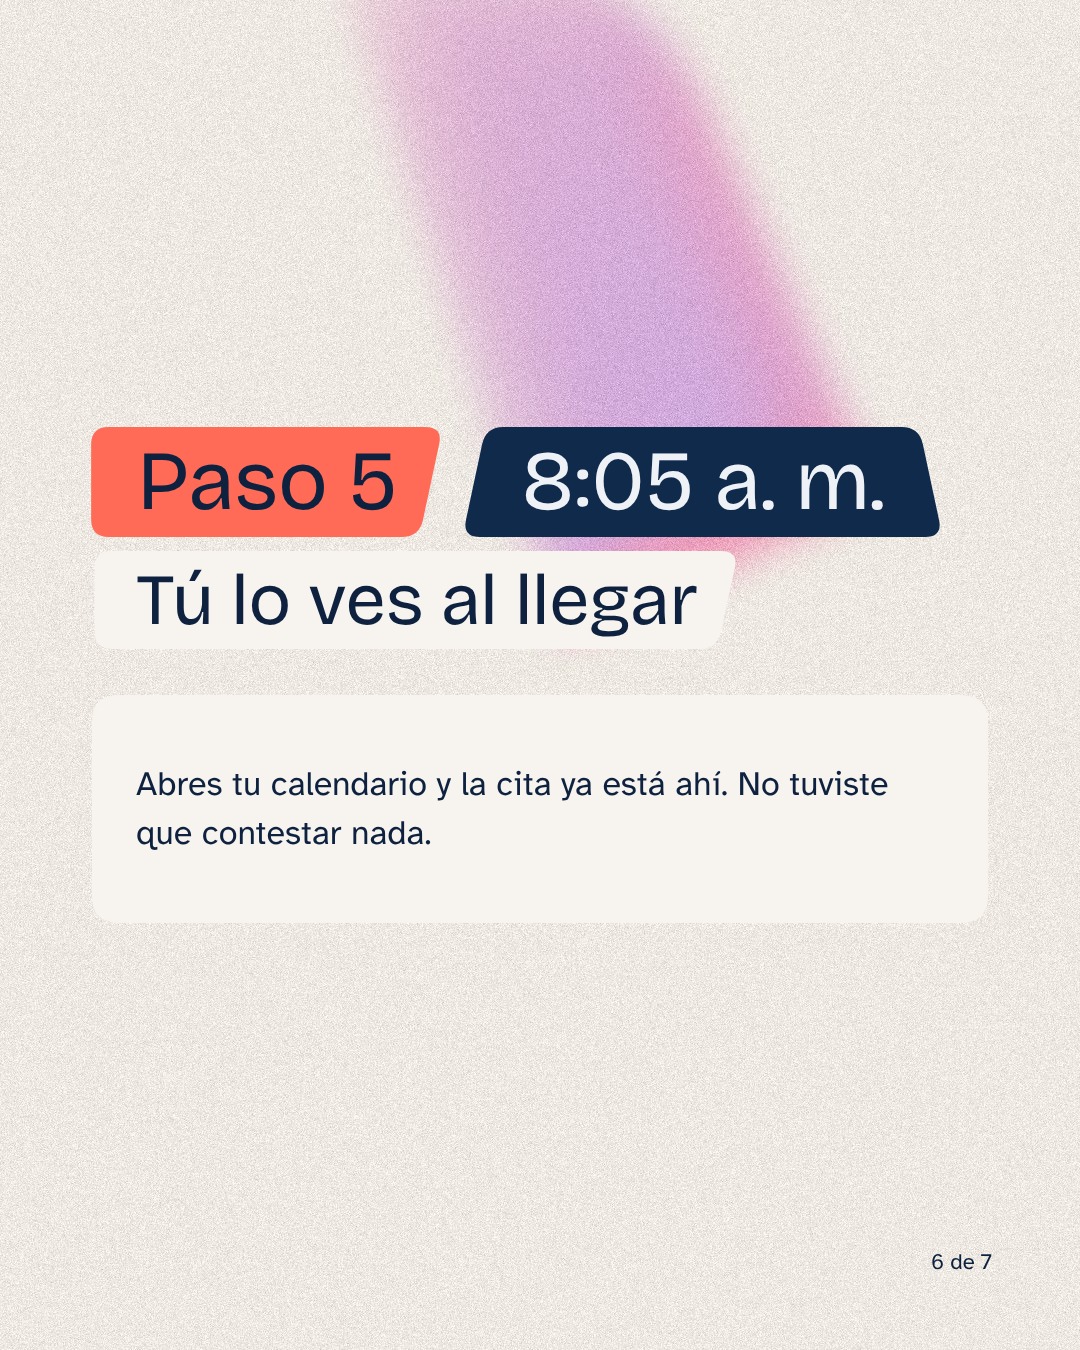 Paso 5 8:05 a. m.
Tú lo ves al llegar
Abres tu calendario y la cita ya está ahí. No tuviste
que contestar nada.
6 de 7